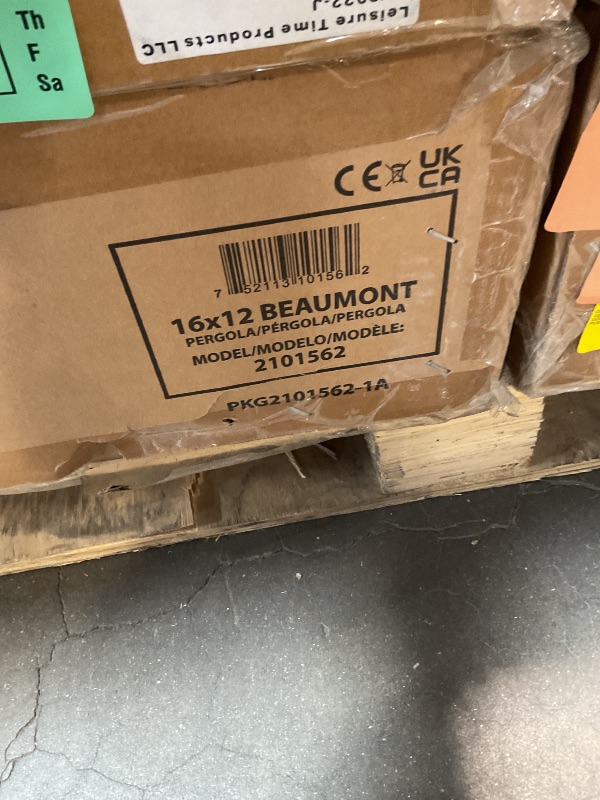 Th
F
Sa
Leisure Time Products LLC
CE UK
CA
7 52113 10156 2
16x12 BEAUMONT
PERGOLA/PÉRGOLA/PERGOLA
MODEL/MODELO/MODÈLE:
2101562
PKG2101562-1A